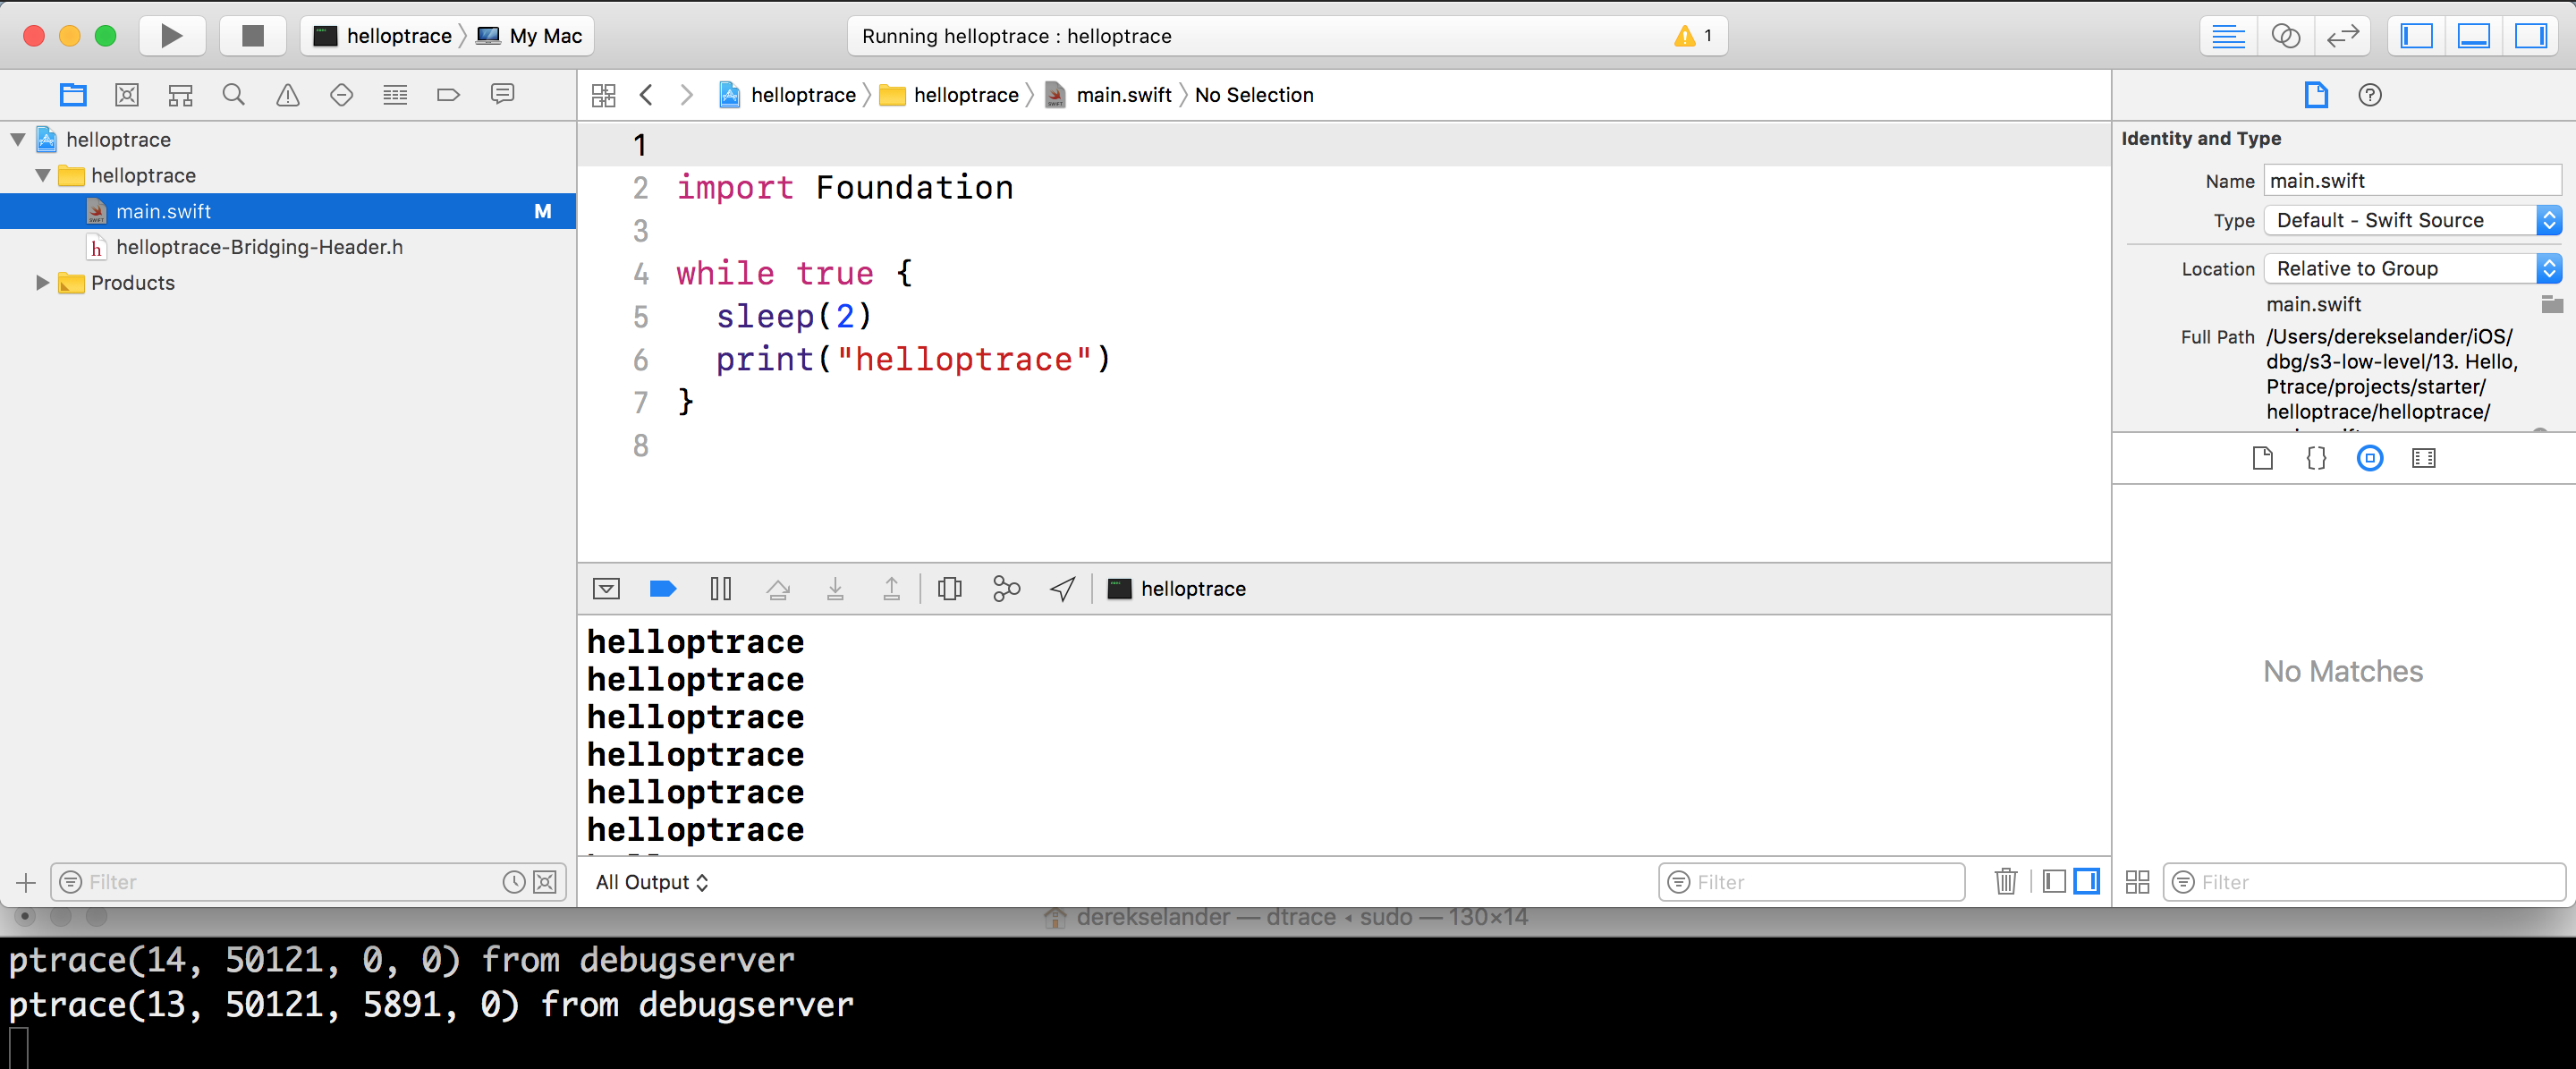 helloptrace My Mac
Running helloptrace : helloptrace 1
helloptrace helloptrace main.swift No Selection
helloptrace
helloptrace
main.swift M
helloptrace-Bridging-Header.h
Products
Filter
1
2 import Foundation
3
4 while true {
5 sleep(2)
6 print("helloptrace")
7 }
8
helloptrace
helloptrace
helloptrace
helloptrace
helloptrace
helloptrace
helloptrace
All Output
Filter
Identity and Type
Name main.swift
Type Default - Swift Source
Location Relative to Group
main.swift
Full Path /Users/derekselander/iOS/
dbg/s3-low-level/13. Hello,
Ptrace/projects/starter/
helloptrace/helloptrace/
No Matches
Filter
derekselander — dtrace ◂ sudo — 130×14
ptrace(14, 50121, 0, 0) from debugserver
ptrace(13, 50121, 5891, 0) from debugserver